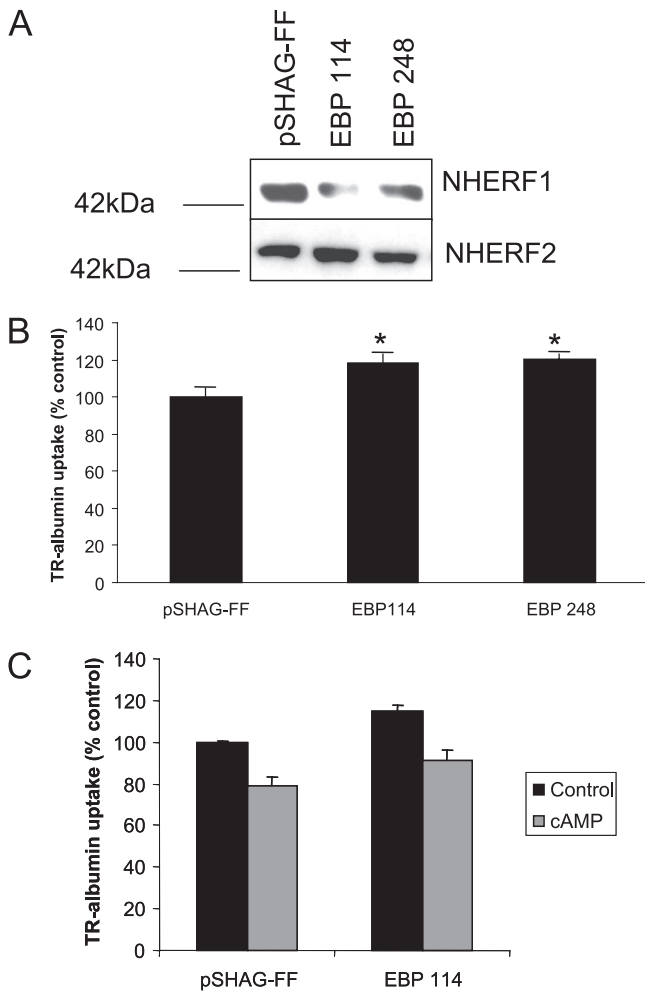 A
pSHAG-FF
EBP 114
EBP 248
NHERF1
42kDa
NHERF2
42kDa
B
TR-albumin uptake (% control)
140
120
100
80
60
40
20
0
* *
pSHAG-FF EBP114 EBP 248
C
TR-albumin uptake (% control)
140
120
100
80
60
40
20
0
Control
cAMP
pSHAG-FF EBP 114